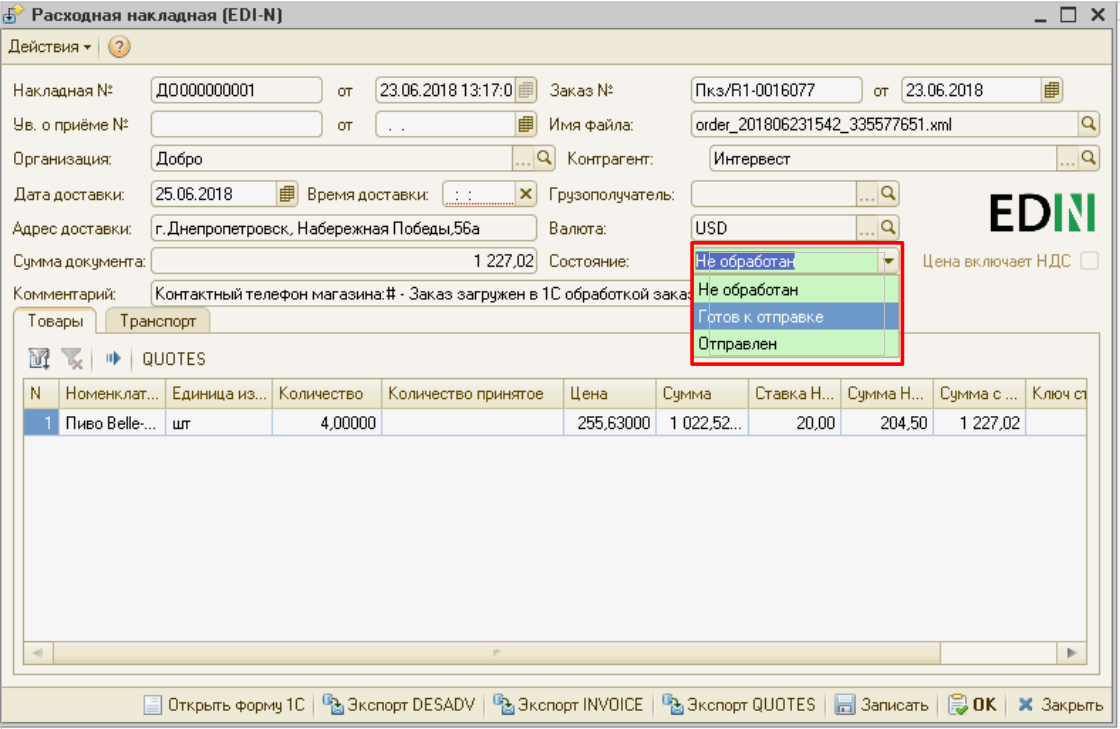 Расходная накладная (EDI-N)
Действия
Накладная № ДО000000001 от 23.06.2018 13:17:0 Заказ № Пкз/R1-0016077 от 23.06.2018
Ув. о приёме № от . . Имя файла: order_201806231542_335577651.xml
Организация: Добро ... Контрагент: Интервест ...
Дата доставки: 25.06.2018 Время доставки: : : Грузополучатель: ...
EDIN
Адрес доставки: г.Днепропетровск, Набережная Победы,56а Валюта: USD ...
Сумма документа: 1 227,02 Состояние: Не обработан Цена включает НДС
Комментарий: Контактный телефон магазина:# - Заказ загружен в 1С обработкой зака
Не обработан
Готов к отправке
Отправлен
Товары Транспорт
QUOTES
N Номенклат... Единица из... Количество Количество принятое Цена Сумма Ставка Н... Сумма Н... Сумма с ... Ключ ст
1 Пиво Belle-... шт 4,00000 255,63000 1 022,52... 20,00 204,50 1 227,02
Открыть форму 1С Экспорт DESADV Экспорт INVOICE Экспорт QUOTES Записать OK Закрыть